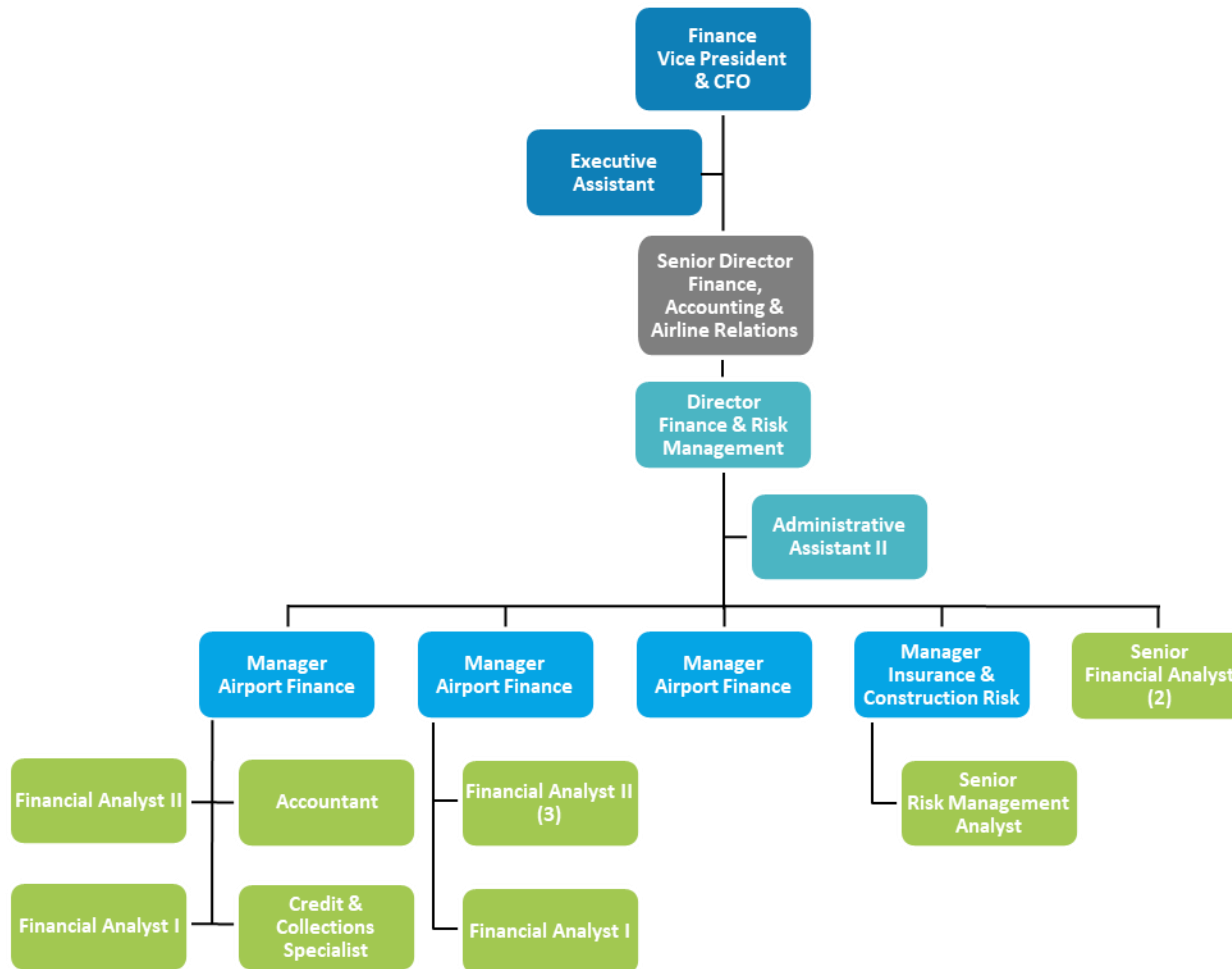 Finance
Vice President
& CFO
Executive
Assistant
Senior Director
Finance,
Accounting &
Airline Relations
Director
Finance & Risk
Management
Administrative
Assistant II
Manager
Airport Finance
Manager
Airport Finance
Manager
Airport Finance
Manager
Insurance &
Construction Risk
Senior
Financial Analyst
(2)
Financial Analyst II
Accountant
Financial Analyst II
(3)
Senior
Risk Management
Analyst
Financial Analyst I
Credit &
Collections
Specialist
Financial Analyst I